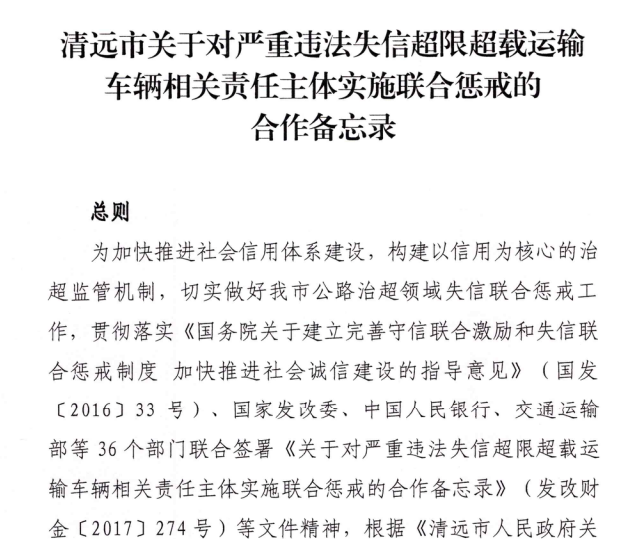 清远市关于对严重违法失信超限超载运输
车辆相关责任主体实施联合惩戒的
合作备忘录
总则
为加快推进社会信用体系建设，构建以信用为核心的治
超监管机制，切实做好我市公路治超领域失信联合惩戒工
作，贯彻落实《国务院关于建立完善守信联合激励和失信联
合惩戒制度 加快推进社会诚信建设的指导意见》（国发
〔2016〕33 号）、国家发改委、中国人民银行、交通运输
部等 36 个部门联合签署《关于对严重违法失信超限超载运
输车辆相关责任主体实施联合惩戒的合作备忘录》（发改财
金〔2017〕274 号）等文件精神，根据《清远市人民政府关